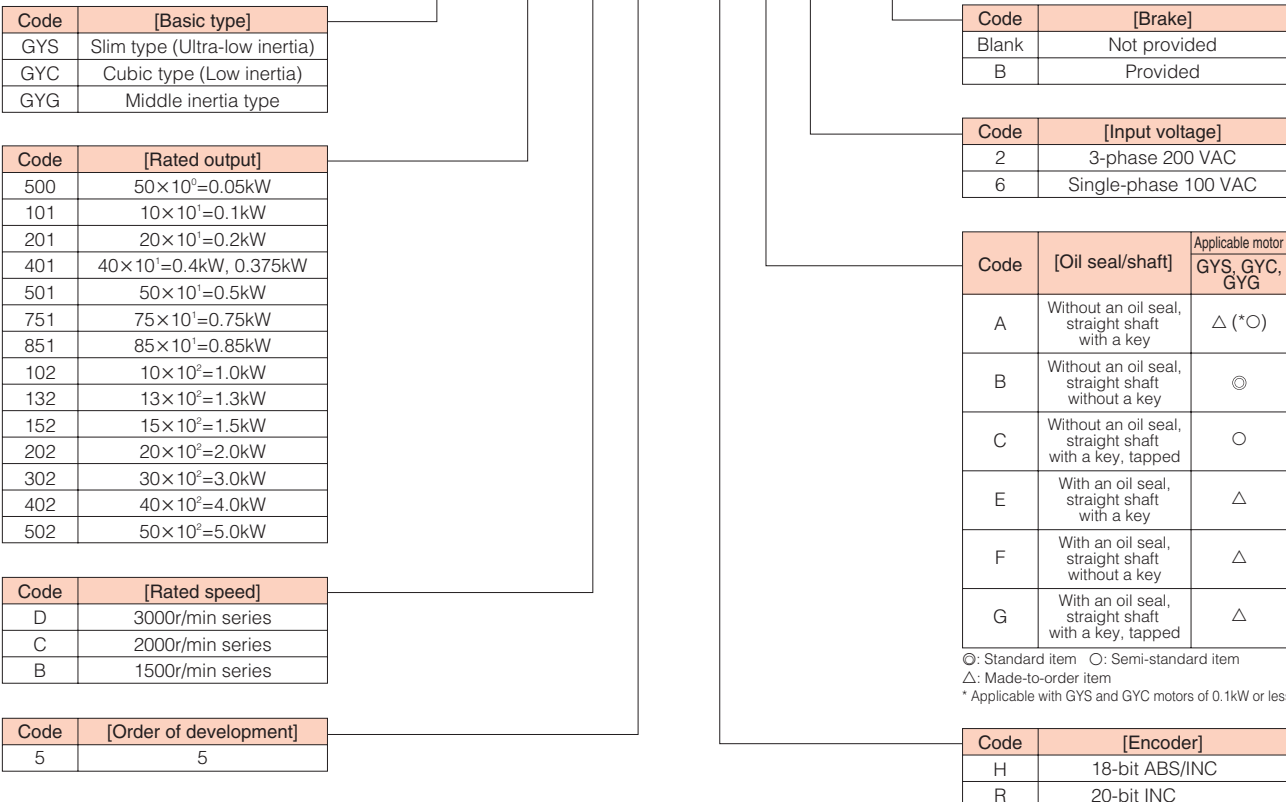 Code [Basic type]
GYS Slim type (Ultra-low inertia)
GYC Cubic type (Low inertia)
GYG Middle inertia type
Code [Rated output]
500 50×10⁰=0.05kW
101 10×10¹=0.1kW
201 20×10¹=0.2kW
401 40×10¹=0.4kW, 0.375kW
501 50×10¹=0.5kW
751 75×10¹=0.75kW
851 85×10¹=0.85kW
102 10×10²=1.0kW
132 13×10²=1.3kW
152 15×10²=1.5kW
202 20×10²=2.0kW
302 30×10²=3.0kW
402 40×10²=4.0kW
502 50×10²=5.0kW
Code [Rated speed]
D 3000r/min series
C 2000r/min series
B 1500r/min series
Code [Order of development]
5 5
Code [Brake]
Blank Not provided
B Provided
Code [Input voltage]
2 3-phase 200 VAC
6 Single-phase 100 VAC
Code [Oil seal/shaft] Applicable motor
GYS, GYC,
GYG
A Without an oil seal,
straight shaft
with a key △ (*○)
B Without an oil seal,
straight shaft
without a key ◎
C Without an oil seal,
straight shaft
with a key, tapped ○
E With an oil seal,
straight shaft
with a key △
F With an oil seal,
straight shaft
without a key △
G With an oil seal,
straight shaft
with a key, tapped △
◎: Standard item ○: Semi-standard item
△: Made-to-order item
* Applicable with GYS and GYC motors of 0.1kW or les
Code [Encoder]
H 18-bit ABS/INC
R 20-bit INC